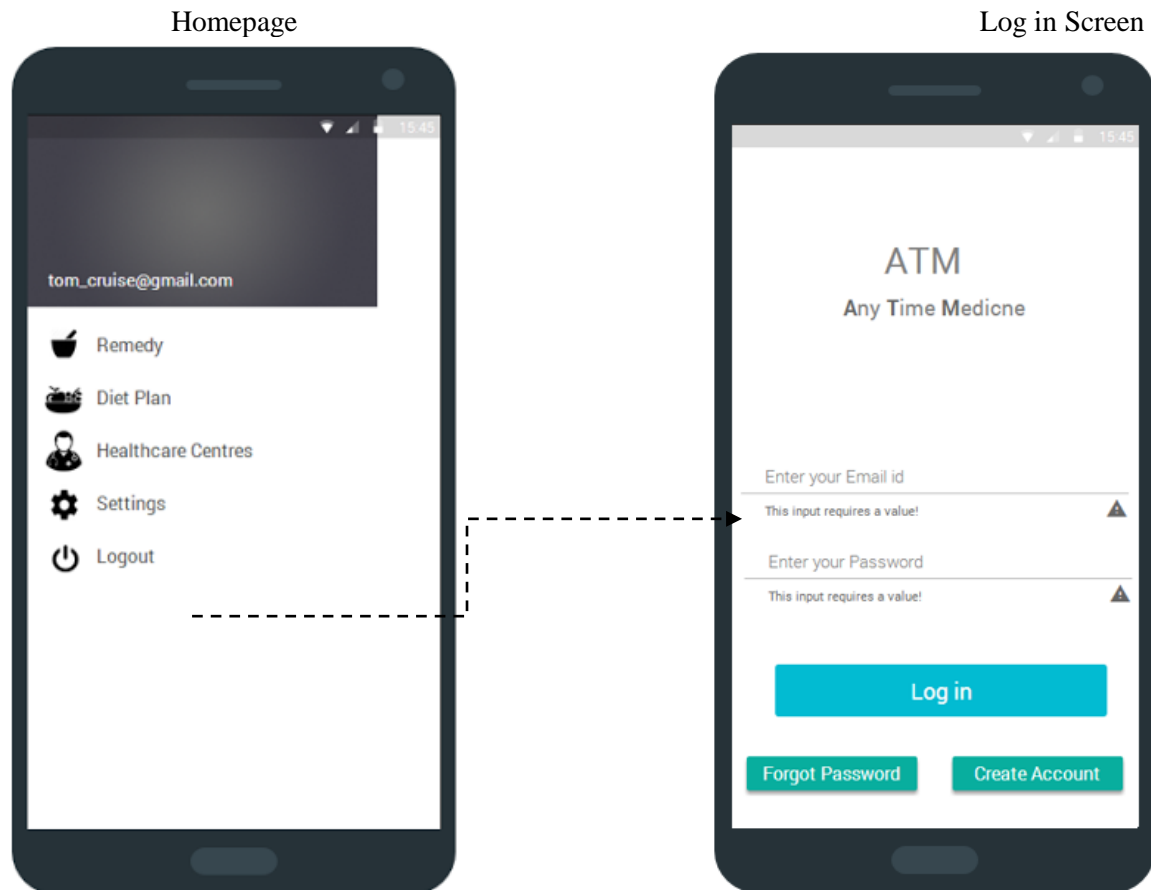 Homepage
Log in Screen
15:45
tom_cruise@gmail.com
Remedy
Diet Plan
Healthcare Centres
Settings
Logout
15:45
ATM
Any Time Medicne
Enter your Email id
This input requires a value!
Enter your Password
This input requires a value!
Log in
Forgot Password
Create Account